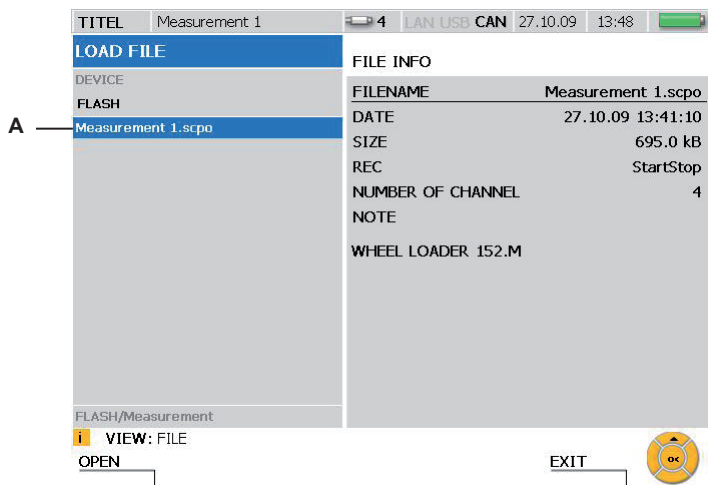 TITEL Measurement 1 4 LAN USB CAN 27.10.09 13:48
LOAD FILE
DEVICE
FLASH
A
Measurement 1.scpo
FLASH/Measurement
FILE INFO
FILENAME Measurement 1.scpo
DATE 27.10.09 13:41:10
SIZE 695.0 kB
REC StartStop
NUMBER OF CHANNEL 4
NOTE
WHEEL LOADER 152.M
i VIEW: FILE
OPEN EXIT OK